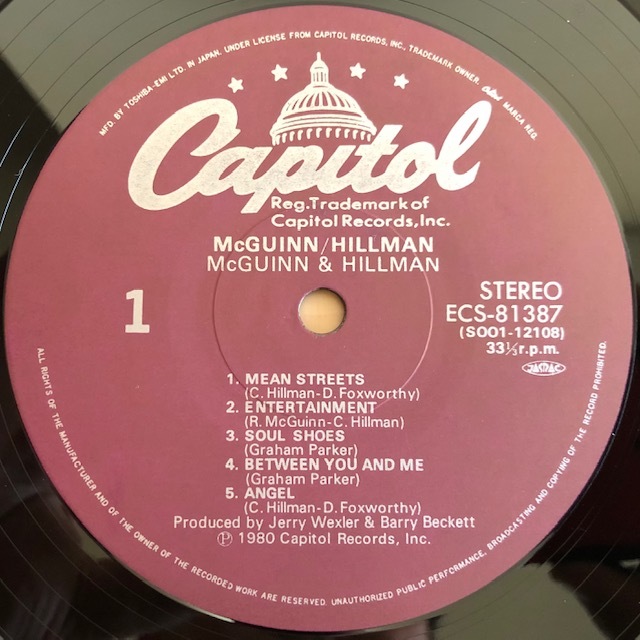 MFD. BY TOSHIBA-EMI LTD. IN JAPAN. UNDER LICENSE FROM CAPITOL RECORDS, INC., TRADEMARK OWNER. Capitol MARCA REG.
Capitol
Reg.Trademark of
Capitol Records,Inc.
McGUINN/HILLMAN
McGUINN & HILLMAN
1
STEREO
ECS-81387
(SOO1-12108)
33⅓r.p.m.
JASRAC
1. MEAN STREETS
(C. Hillman-D. Foxworthy)
2. ENTERTAINMENT
(R. McGuinn-C. Hillman)
3. SOUL SHOES
(Graham Parker)
4. BETWEEN YOU AND ME
(Graham Parker)
5. ANGEL
(C. Hillman-D. Foxworthy)
Produced by Jerry Wexler & Barry Beckett
Ⓟ 1980 Capitol Records, Inc.
ALL RIGHTS OF THE MANUFACTURER AND OF THE OWNER OF THE RECORDED WORK ARE RESERVED. UNAUTHORIZED PUBLIC PERFORMANCE, BROADCASTING AND COPYING OF THE RECORD PROHIBITED.